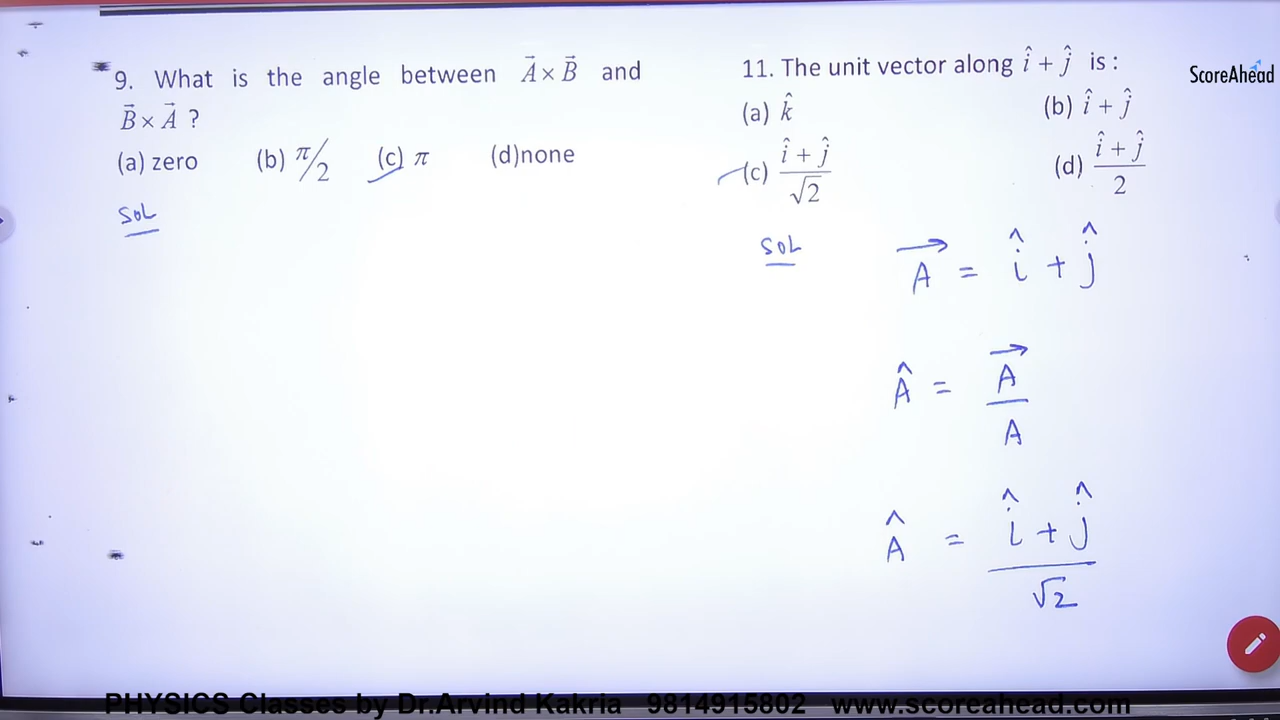 9. What is the angle between A⃗ × B⃗ and
B⃗ × A⃗ ?
(a) zero (b) π/2 (c) π (d)none
SOL
11. The unit vector along î + ĵ is :
(a) k̂ (b) î + ĵ
(c) (î + ĵ)/√2 (d) (î + ĵ)/2
SOL
A⃗ = î + ĵ
Â = A⃗/A
Â = (î + ĵ)/√2
ScoreAhead
PHYSICS Classes by Dr.Arvind Kakria 9814915802 www.scoreahead.com